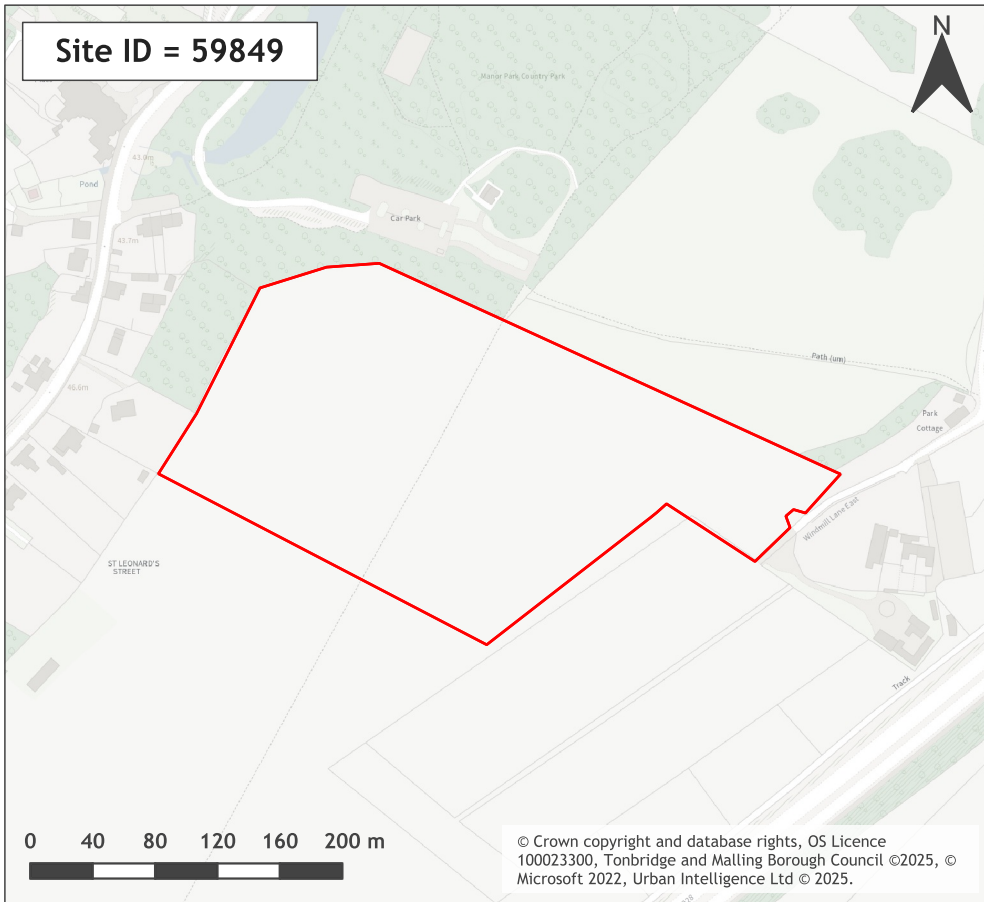 Site ID = 59849
N
Manor Park Country Park
43.0m
Pond
Car Park
43.7m
Path (um)
46.6m
Park
Cottage
Windmill Lane East
ST LEONARD'S
STREET
Track
0 40 80 120 160 200 m
© Crown copyright and database rights, OS Licence
100023300, Tonbridge and Malling Borough Council ©2025, ©
Microsoft 2022, Urban Intelligence Ltd © 2025.